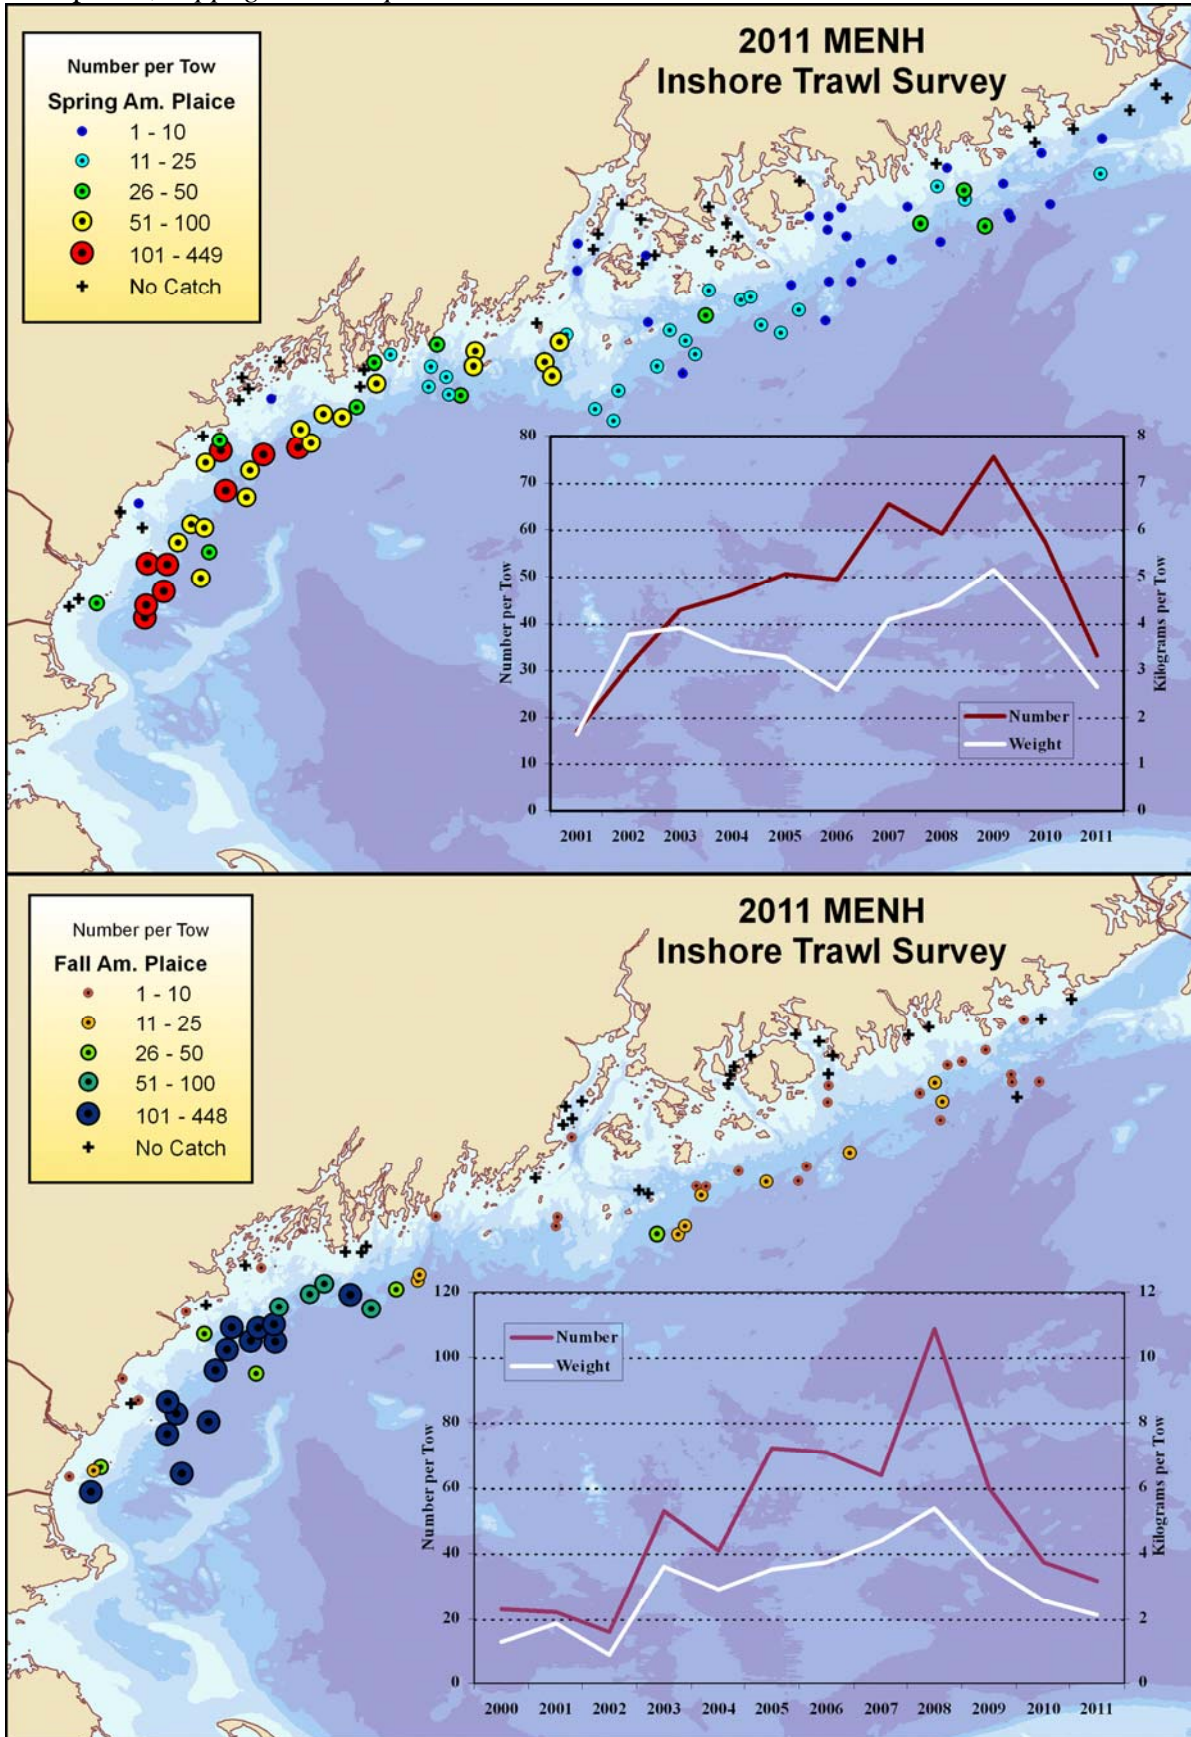 2011 MENH
Inshore Trawl Survey
Number per Tow
Spring Am. Plaice
1 - 10
11 - 25
26 - 50
51 - 100
101 - 449
No Catch
80
70
60
50
40
30
20
10
0
Number per Tow
8
7
6
5
4
3
2
1
0
Kilograms per Tow
Number
Weight
2001 2002 2003 2004 2005 2006 2007 2008 2009 2010 2011
2011 MENH
Inshore Trawl Survey
Number per Tow
Fall Am. Plaice
1 - 10
11 - 25
26 - 50
51 - 100
101 - 448
No Catch
120
100
80
60
40
20
0
Number per Tow
12
10
8
6
4
2
0
Kilograms per Tow
Number
Weight
2000 2001 2002 2003 2004 2005 2006 2007 2008 2009 2010 2011